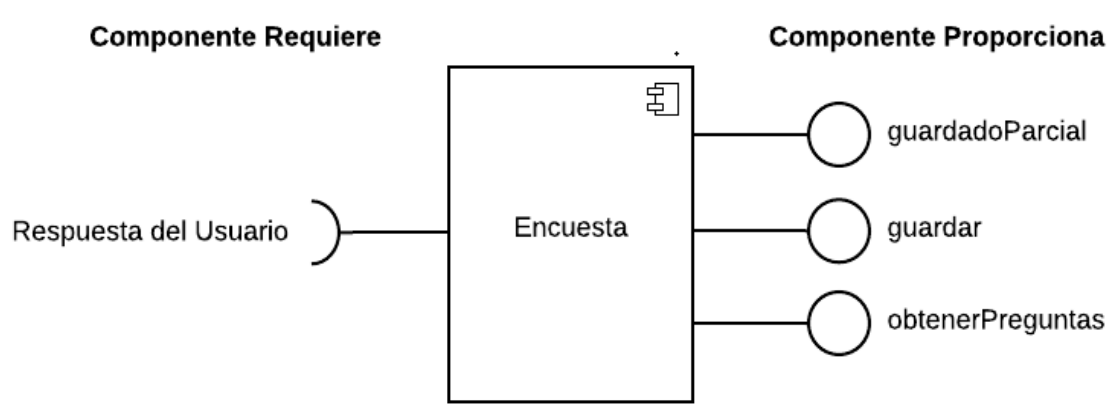 Componente Requiere
Componente Proporciona
guardadoParcial
Respuesta del Usuario
Encuesta
guardar
obtenerPreguntas